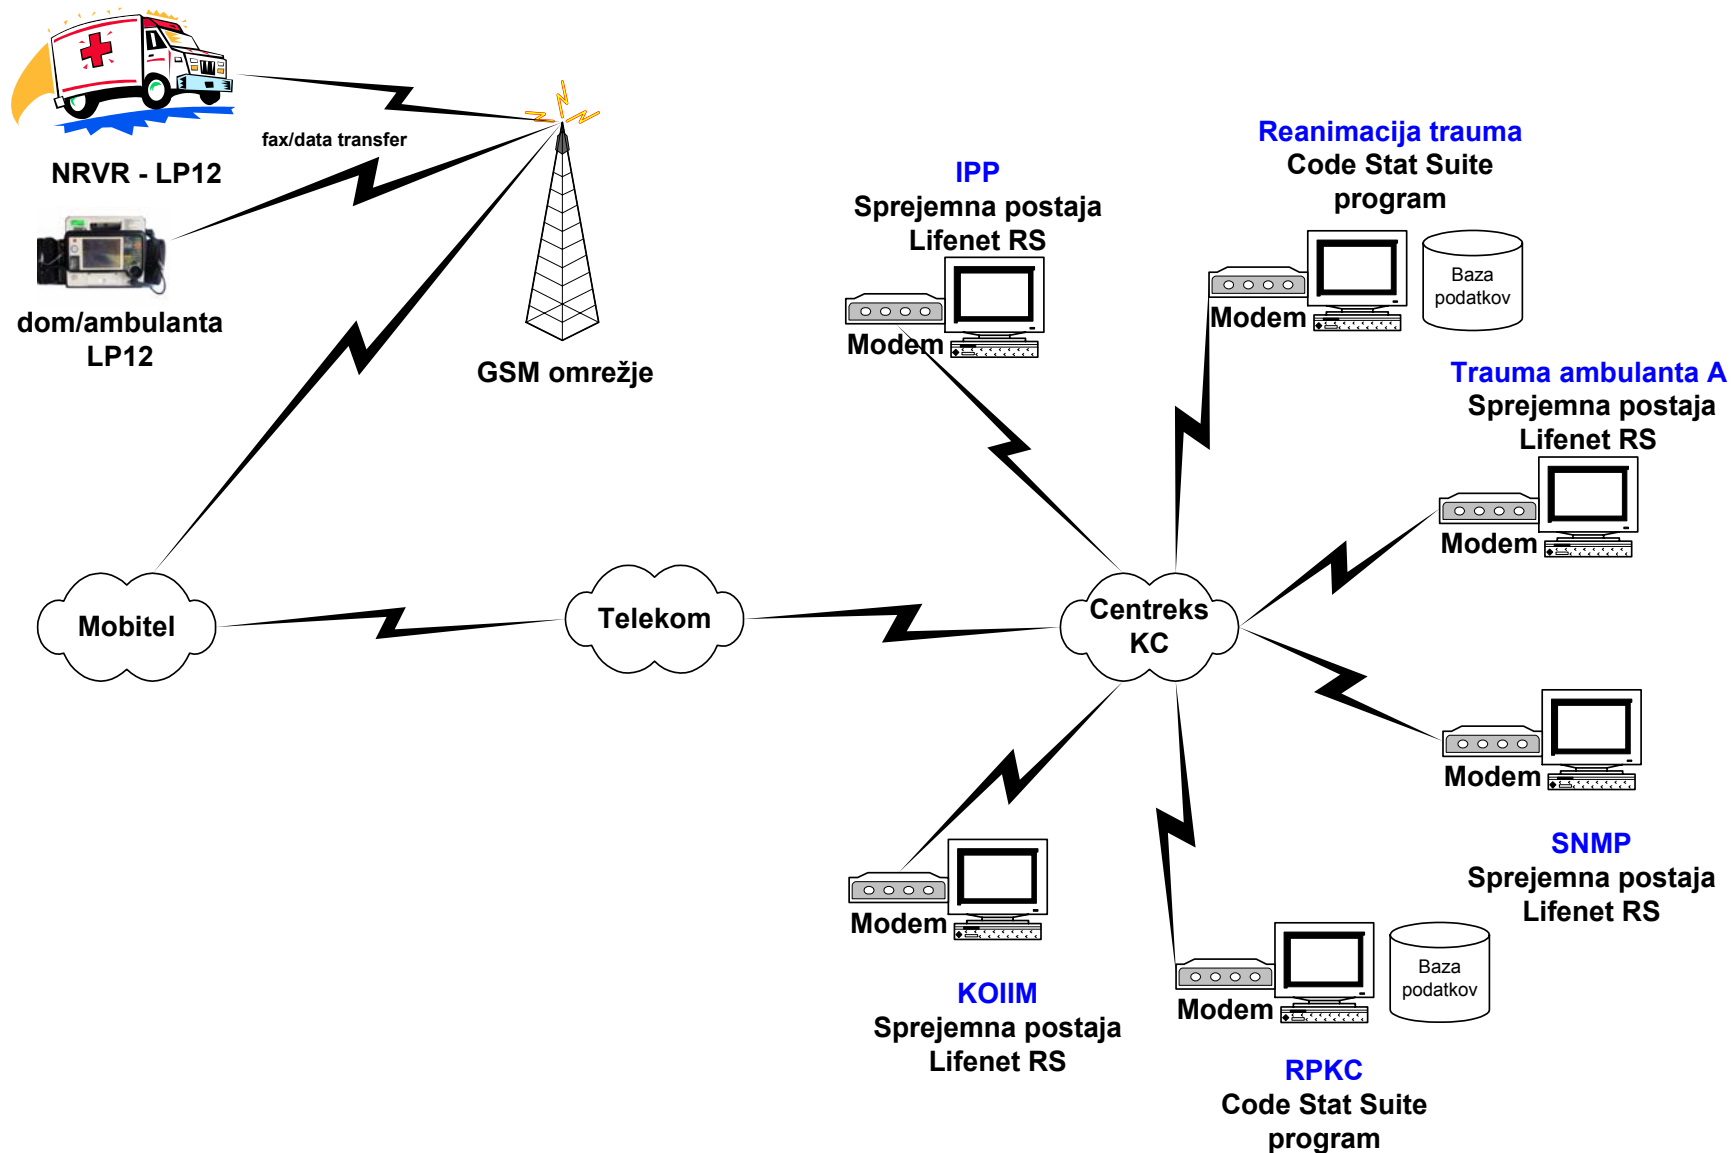 fax/data transfer
NRVR - LP12
dom/ambulanta
LP12
GSM omrežje
IPP
Sprejemna postaja
Lifenet RS
Modem
Reanimacija trauma
Code Stat Suite
program
Modem
Baza
podatkov
Trauma ambulanta A
Sprejemna postaja
Lifenet RS
Modem
Mobitel
Telekom
Centreks
KC
Modem
SNMP
Sprejemna postaja
Lifenet RS
Modem
KOIIM
Sprejemna postaja
Lifenet RS
Modem
Baza
podatkov
RPKC
Code Stat Suite
program